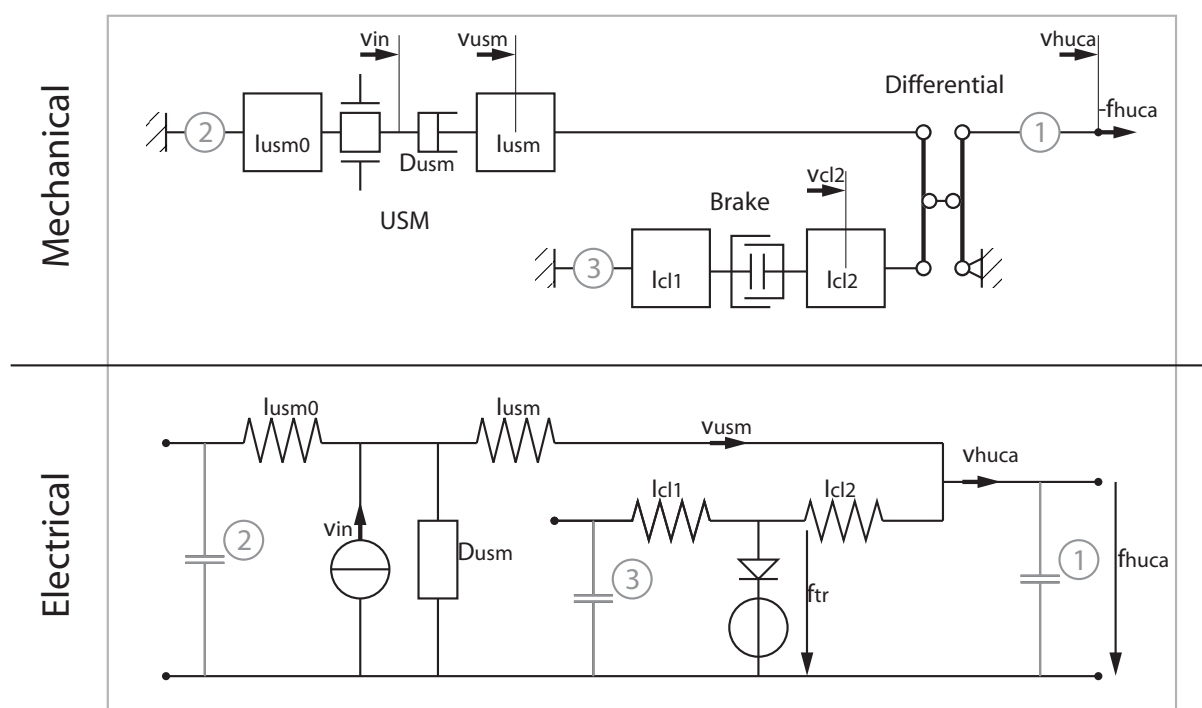 Mechanical
vin
vusm
vhuca
Differential
-fhuca
2
1
Iusm0
Dusm
Iusm
USM
vcl2
Brake
3
Icl1
Icl2
Electrical
Iusm0
Iusm
vusm
vhuca
Icl1
Icl2
vin
2
Dusm
3
ftr
1
fhuca